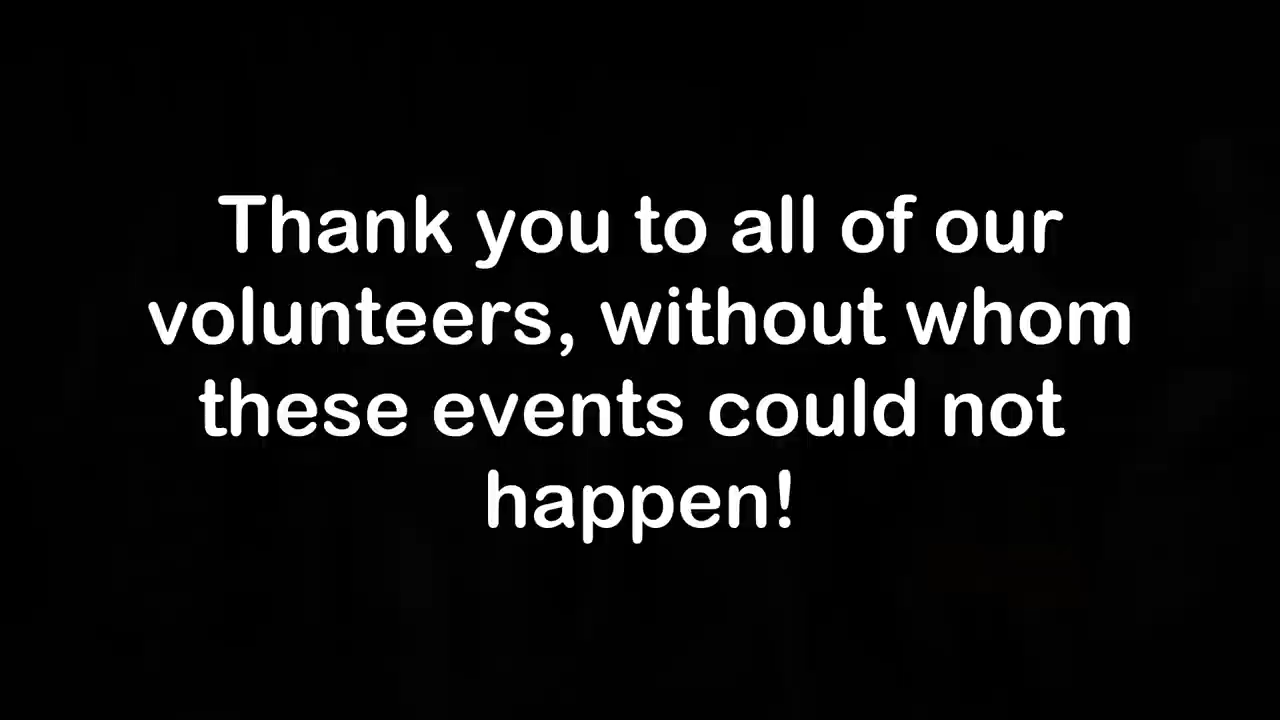 Thank you to all of our
volunteers, without whom
these events could not
happen!